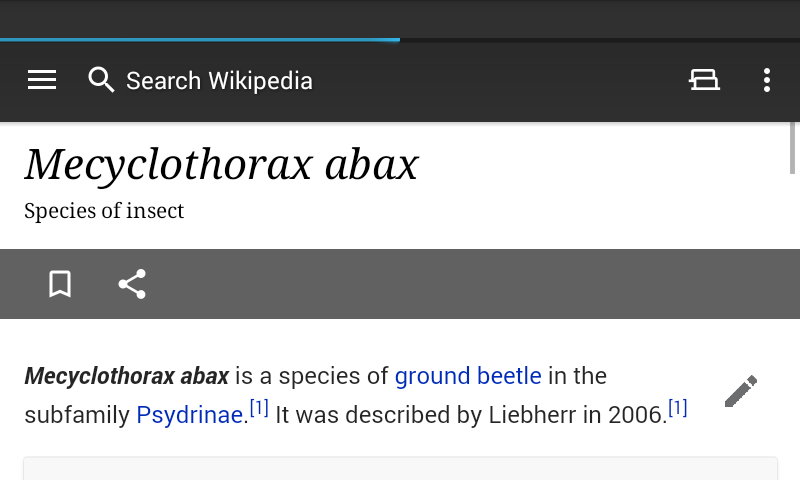 Search Wikipedia
Mecyclothorax abax
Species of insect
Mecyclothorax abax is a species of ground beetle in the
subfamily Psydrinae.[1] It was described by Liebherr in 2006.[1]